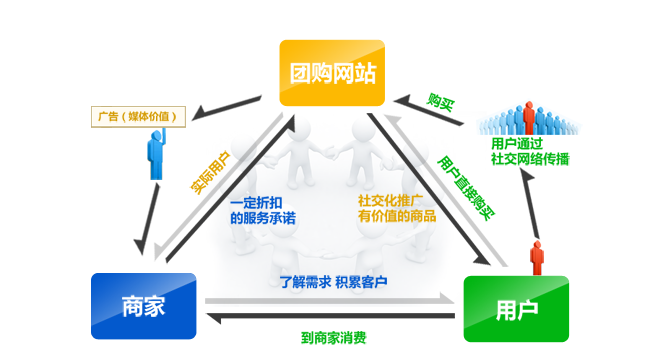 团购网站
广告（媒体价值）
购买
用户通过
社交网络传播
实际用户
一定折扣
的服务承诺
社交化推广
有价值的商品
用户直接购买
了解需求 积累客户
商家
用户
到商家消费